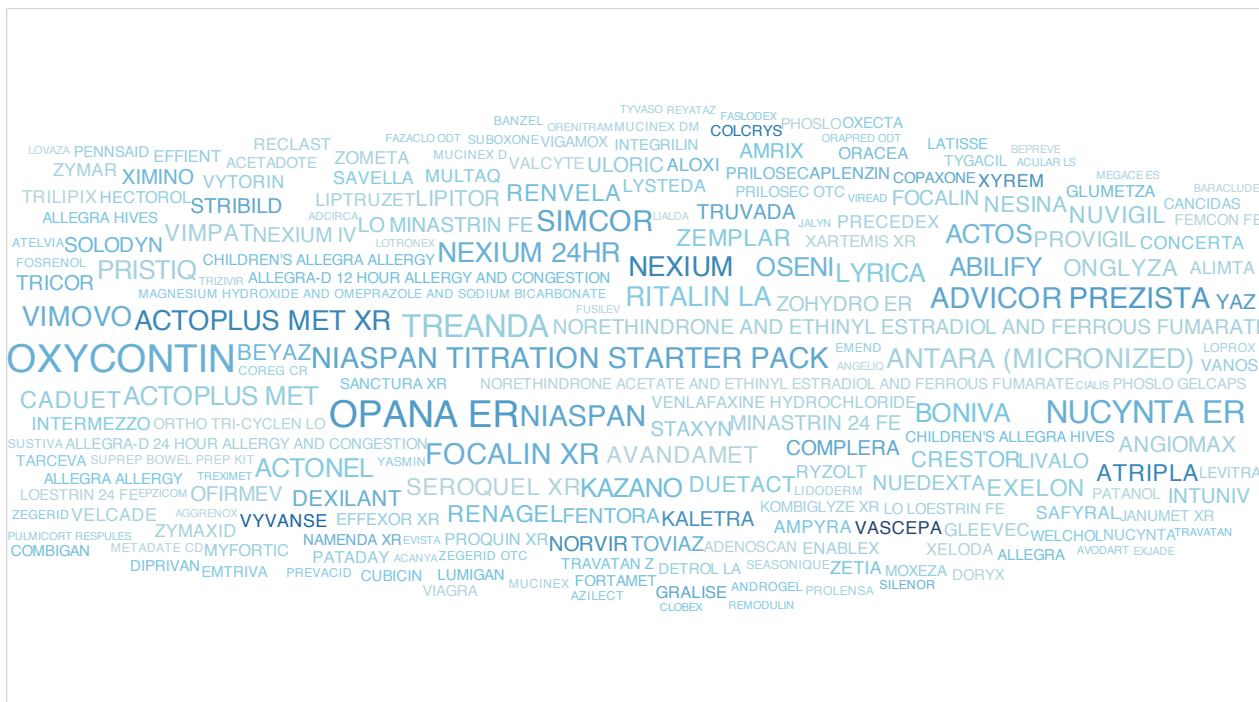 TYVASO REYATAZ
BANZEL ORENITRAM MUCINEX DM FASLODEX PHOSLO OXECTA
RECLAST FAZACLO ODT SUBOXONE VIGAMOX INTEGRILIN COLCRYS ORAPRED ODT LATISSE
LOVAZA PENNSAID EFFIENT ACETADOTE ZOMETA MUCINEX D VALCYTE ULORIC ALOXI AMRIX ORACEA TYGACIL BEPREVE ACULAR LS
ZYMAR XIMINO VYTORIN SAVELLA MULTAQ PRILOSEC APLENZIN COPAXONE XYREM MEGACE ES
TRILIPIX HECTOROL STRIBILD LIPTRUZET LIPITOR RENVELA LYSTEDA PRILOSEC OTC VIREAD FOCALIN NESINA GLUMETZA CANCIDAS BARACLUDE
ALLEGRA HIVES VIMPAT NEXIUM IV ADCIRCA LO MINASTRIN FE SIMCOR LIALDA TRUVADA JALYN PRECEDEX ACTOS NUVIGIL FEMCON FE
ATELVIA SOLODYN LOTRONEX ZEMPLAR XARTEMIS XR PROVIGIL CONCERTA
FOSRENOL PRISTIQ CHILDREN'S ALLEGRA ALLERGY NEXIUM 24HR NEXIUM OSENI LYRICA ABILIFY ONGLYZA ALIMTA
TRICOR TRIZIVIR ALLEGRA-D 12 HOUR ALLERGY AND CONGESTION
MAGNESIUM HYDROXIDE AND OMEPRAZOLE AND SODIUM BICARBONATE RITALIN LA ZOHYDRO ER ADVICOR PREZISTA YAZ
VIMOVO ACTOPLUS MET XR TREANDA FUSILEV NORETHINDRONE AND ETHINYL ESTRADIOL AND FERROUS FUMARATE
OXYCONTIN BEYAZ NIASPAN TITRATION STARTER PACK EMEND ANTARA (MICRONIZED) LOPROX
COREG CR ANGELIQ VANOS
SANCTURA XR NORETHINDRONE ACETATE AND ETHINYL ESTRADIOL AND FERROUS FUMARATE CIALIS PHOSLO GELCAPS
CADUET ACTOPLUS MET OPANA ER NIASPAN VENLAFAXINE HYDROCHLORIDE BONIVA NUCYNTA ER
INTERMEZZO ORTHO TRI-CYCLEN LO STAXYN MINASTRIN 24 FE
SUSTIVA ALLEGRA-D 24 HOUR ALLERGY AND CONGESTION FOCALIN XR AVANDAMET COMPLERA CHILDREN'S ALLEGRA HIVES ANGIOMAX
TARCEVA SUPREP BOWEL PREP KIT ACTONEL YASMIN CRESTOR LIVALO
ALLEGRA ALLERGY TREXIMET SEROQUEL XR KAZANO DUETACT RYZOLT NUEDEXTA EXELON ATRIPLA LEVITRA
LOESTRIN 24 FE EPZICOM OFIRMEV DEXILANT LIDODERM PATANOL INTUNIV
ZEGERID VELCADE AGGRENOX VYVANSE EFFEXOR XR RENAGEL FENTORA KALETRA KOMBIGLYZE XR LO LOESTRIN FE SAFYRAL JANUMET XR
PULMICORT RESPULES ZYMAXID NAMENDA XR EVISTA PROQUIN XR AMPYRA VASCEPA GLEEVEC WELCHOL NUCYNTA TRAVATAN
COMBIGAN METADATE CD MYFORTIC PATADAY ACANYA ZEGERID OTC NORVIR TOVIAZ ADENOSCAN ENABLEX XELODA ALLEGRA AVODART EXJADE
DIPRIVAN EMTRIVA PREVACID CUBICIN LUMIGAN TRAVATAN Z DETROL LA SEASONIQUE ZETIA MOXEZA DORYX
VIAGRA MUCINEX FORTAMET GRALISE ANDROGEL PROLENSA SILENOR
AZILECT CLOBEX REMODULIN